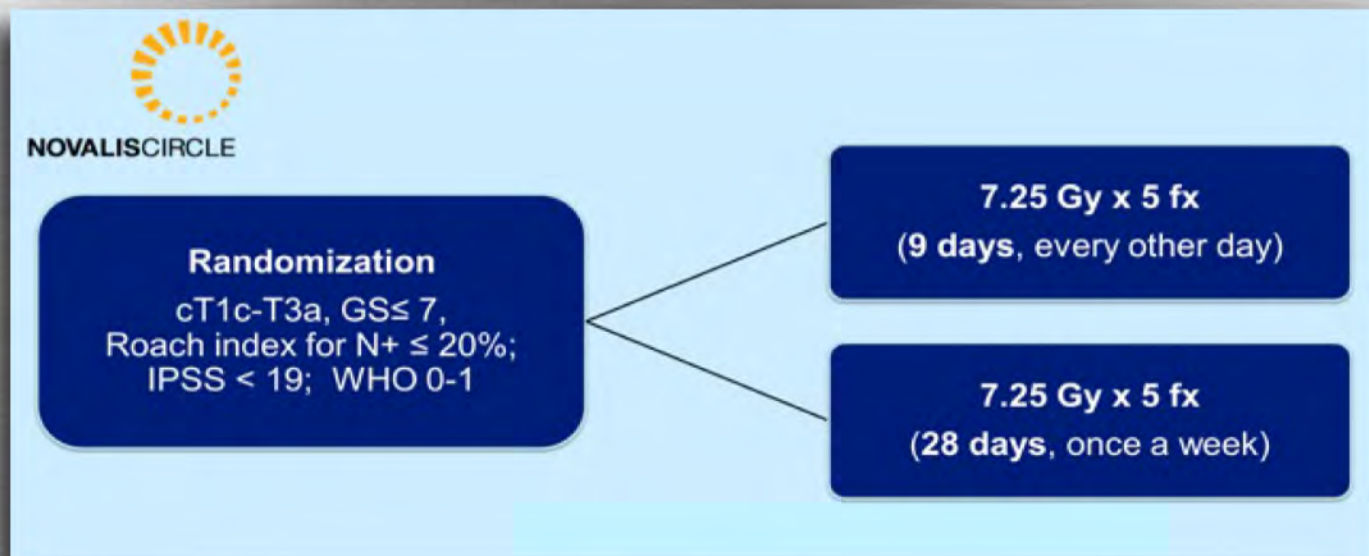 NOVALISCIRCLE
Randomization
cT1c-T3a, GS≤ 7,
Roach index for N+ ≤ 20%;
IPSS < 19;  WHO 0-1
7.25 Gy x 5 fx
(9 days, every other day)
7.25 Gy x 5 fx
(28 days, once a week)